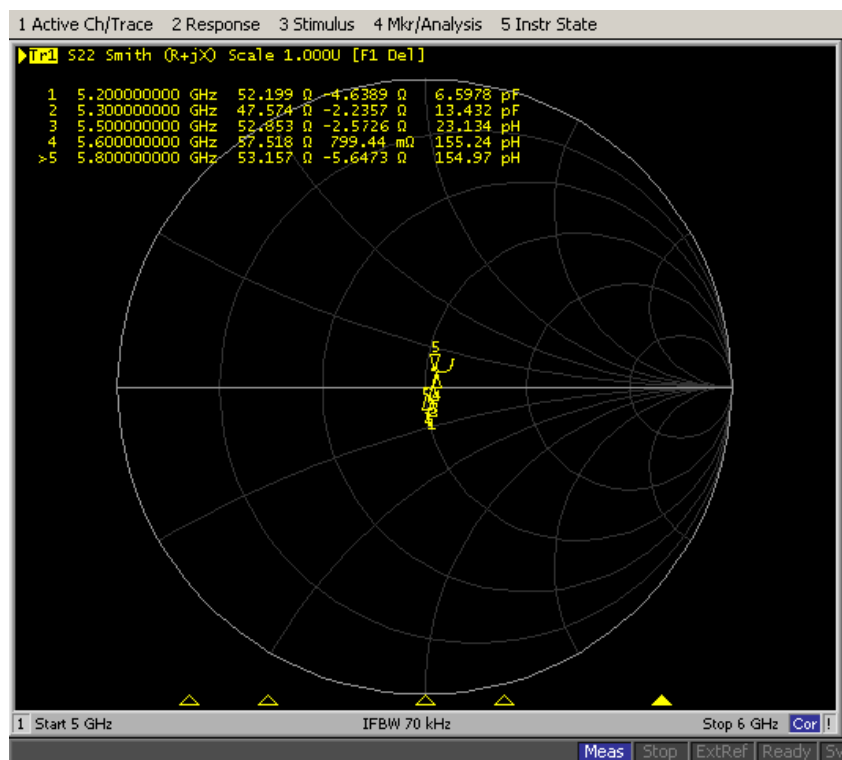 1 Active Ch/Trace 2 Response 3 Stimulus 4 Mkr/Analysis 5 Instr State
Tr1 S22 Smith (R+jX) Scale 1.000U [F1 Del]
1 5.200000000 GHz 52.199 Ω -4.6389 Ω 6.5978 pF
2 5.300000000 GHz 47.574 Ω -2.2357 Ω 13.432 pF
3 5.500000000 GHz 52.853 Ω -2.5726 Ω 23.134 pH
4 5.600000000 GHz 57.518 Ω 799.44 mΩ 155.24 pH
>5 5.800000000 GHz 53.157 Ω -5.6473 Ω 154.97 pH
5
1 Start 5 GHz IFBW 70 kHz Stop 6 GHz Cor !
Meas Stop ExtRef Ready